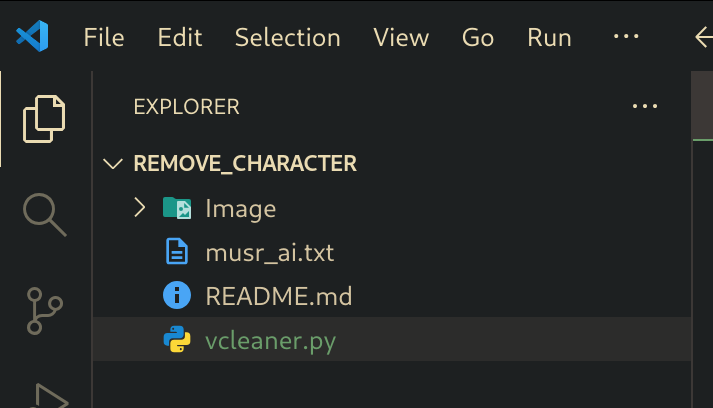 File Edit Selection View Go Run ···
EXPLORER ···
REMOVE_CHARACTER
Image
musr_ai.txt
README.md
vcleaner.py